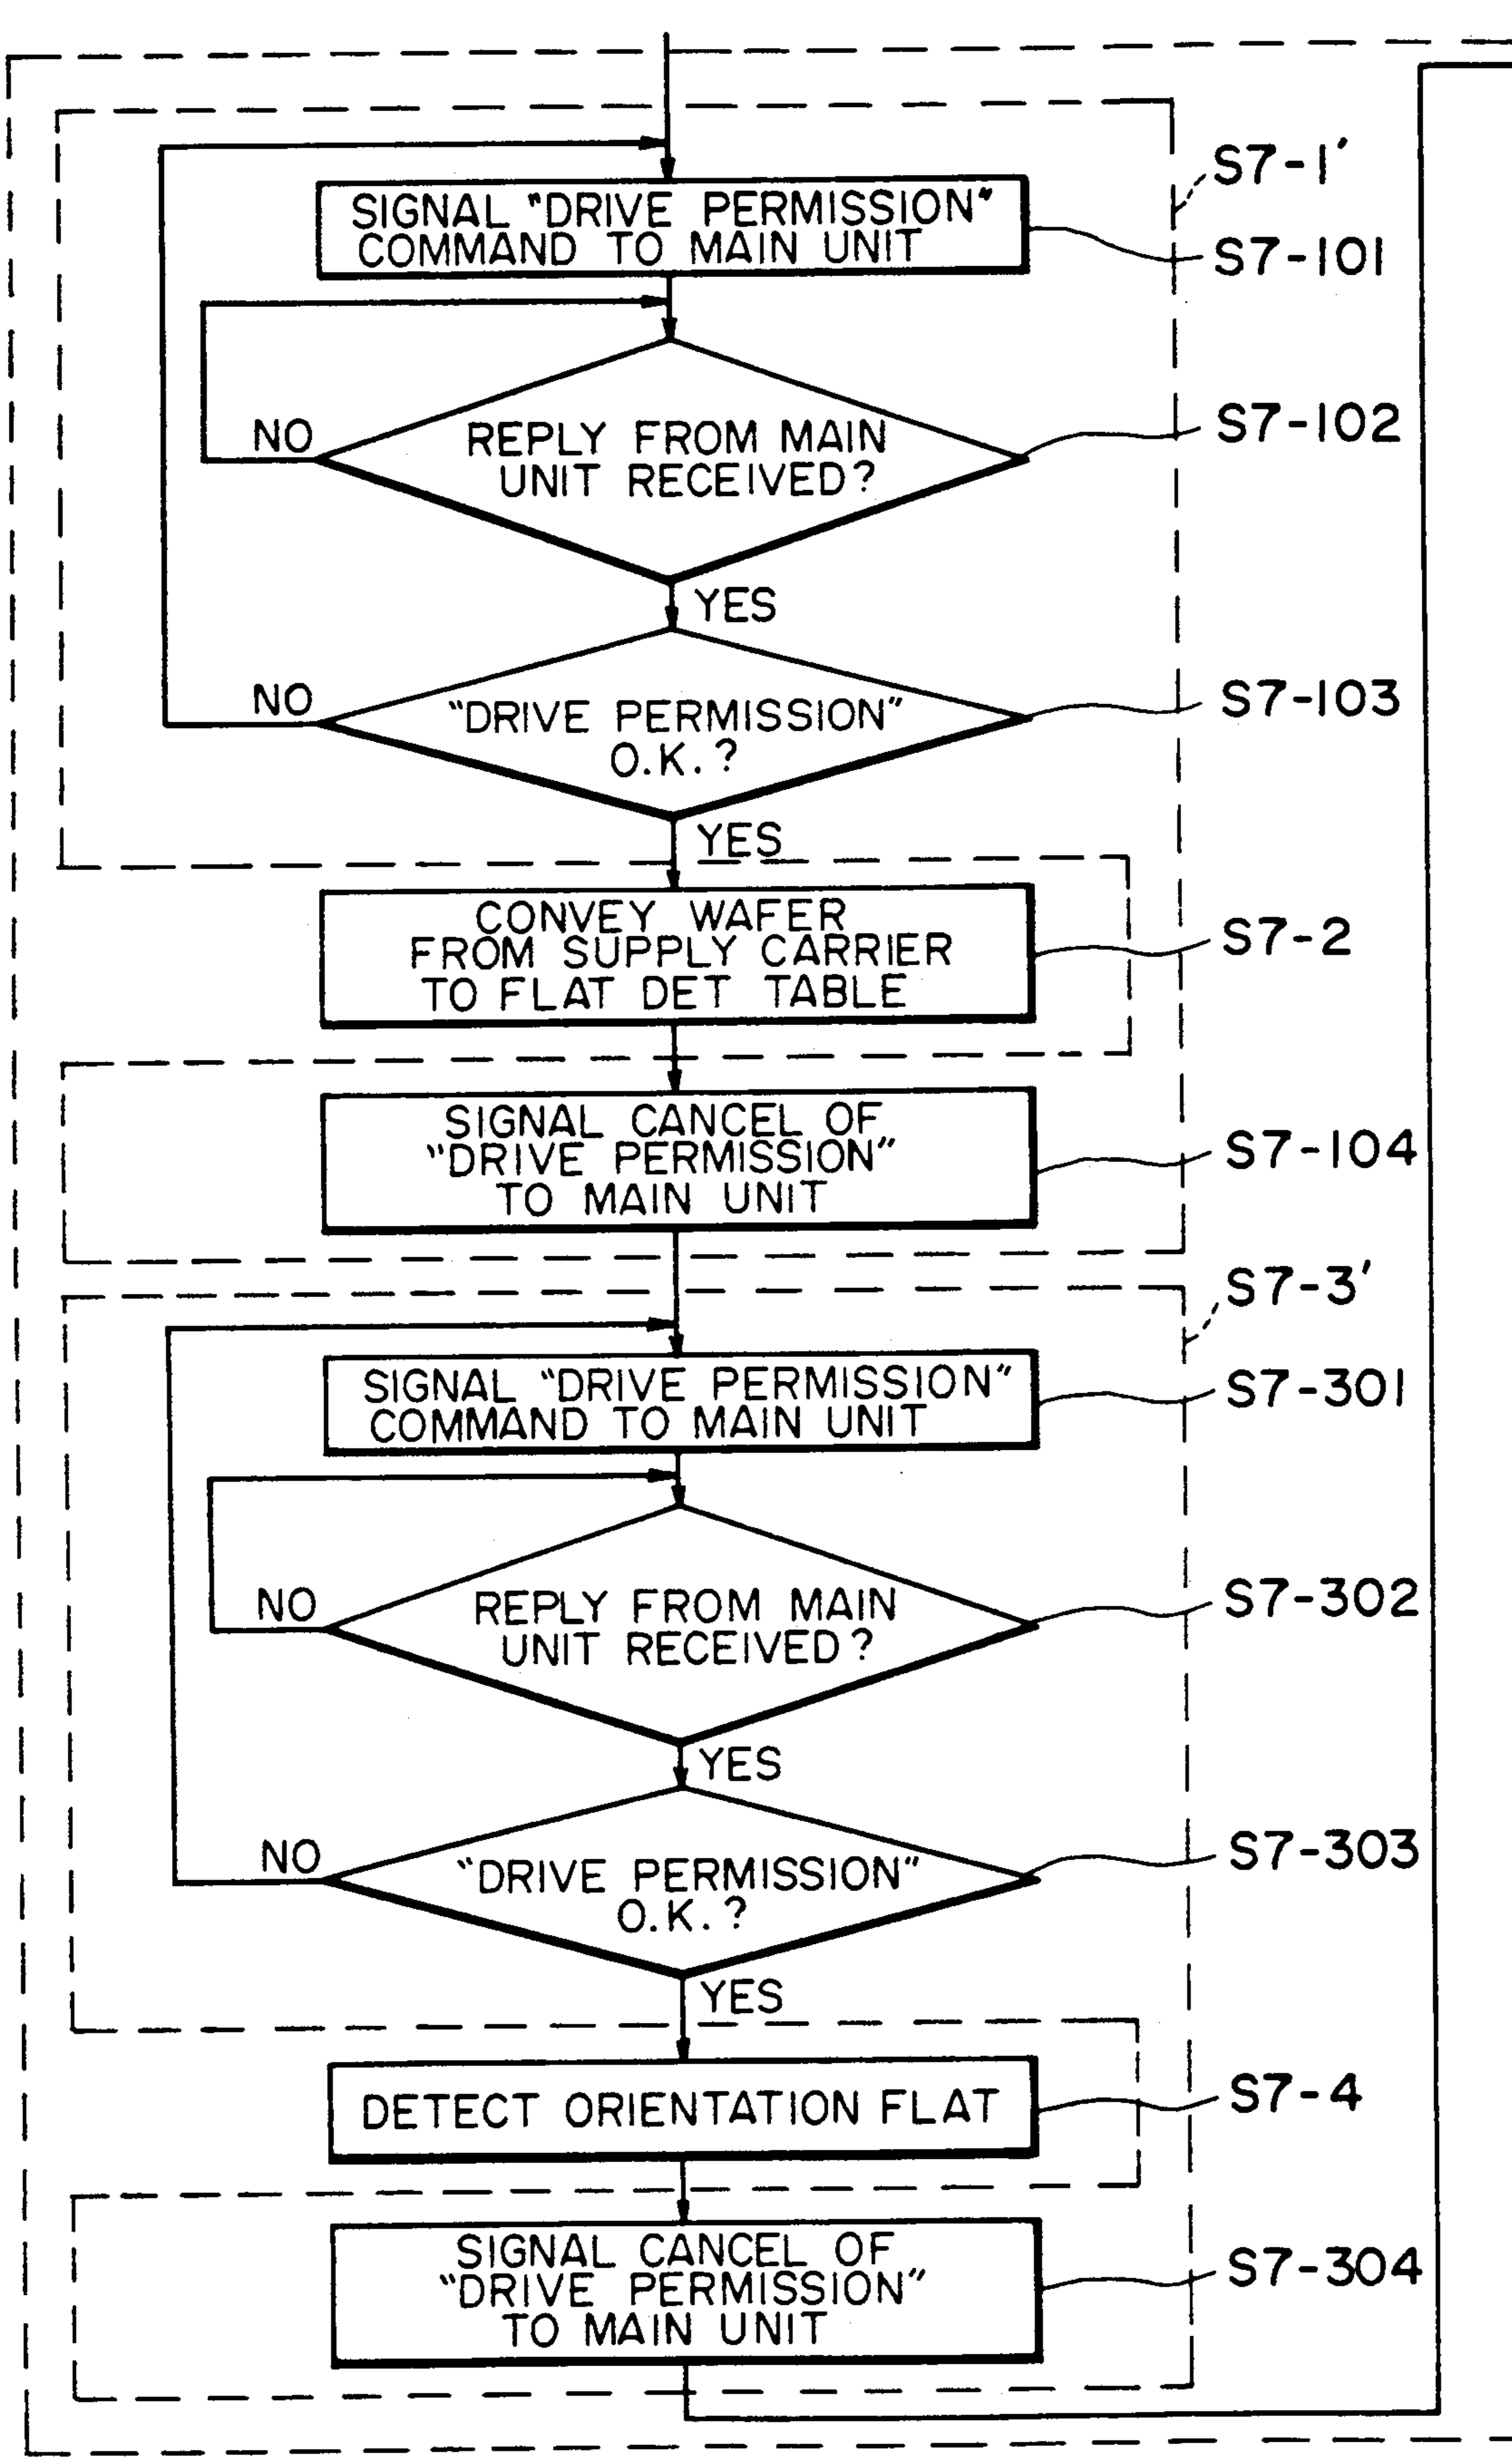 S7-1'
SIGNAL "DRIVE PERMISSION"
COMMAND TO MAIN UNIT
S7-101
NO
REPLY FROM MAIN
UNIT RECEIVED?
S7-102
YES
NO
"DRIVE PERMISSION"
O.K.?
S7-103
YES
CONVEY WAFER
FROM SUPPLY CARRIER
TO FLAT DET TABLE
S7-2
SIGNAL CANCEL OF
"DRIVE PERMISSION"
TO MAIN UNIT
S7-104
S7-3'
SIGNAL "DRIVE PERMISSION"
COMMAND TO MAIN UNIT
S7-301
NO
REPLY FROM MAIN
UNIT RECEIVED?
S7-302
YES
NO
"DRIVE PERMISSION"
O.K.?
S7-303
YES
DETECT ORIENTATION FLAT
S7-4
SIGNAL CANCEL OF
"DRIVE PERMISSION"
TO MAIN UNIT
S7-304